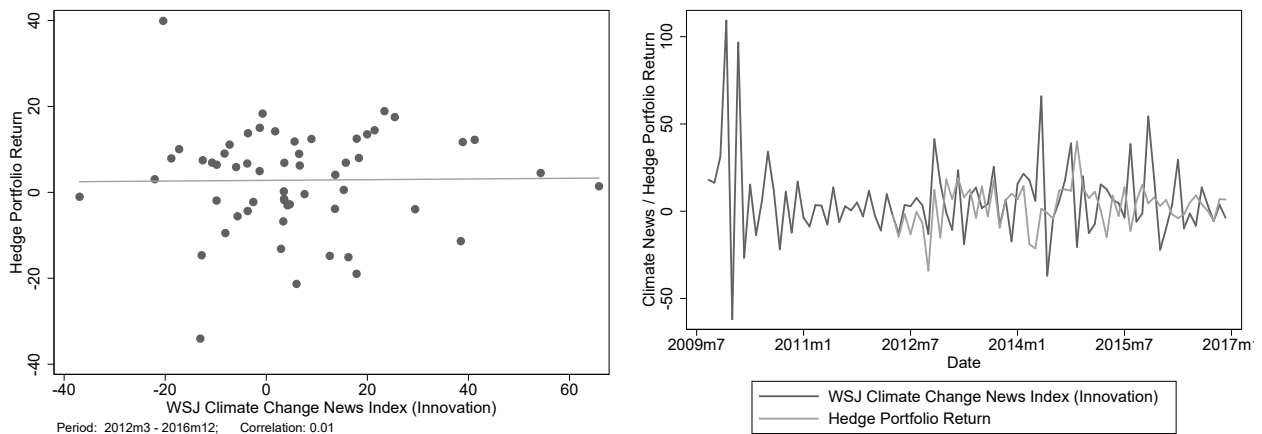 Hedge Portfolio Return
40
20
0
-20
-40
-40
-20
0
20
40
60
WSJ Climate Change News Index (Innovation)
Period: 2012m3 - 2016m12; Correlation: 0.01
Climate News / Hedge Portfolio Return
100
50
0
-50
2009m7
2011m1
2012m7
2014m1
2015m7
2017m
Date
WSJ Climate Change News Index (Innovation)
Hedge Portfolio Return